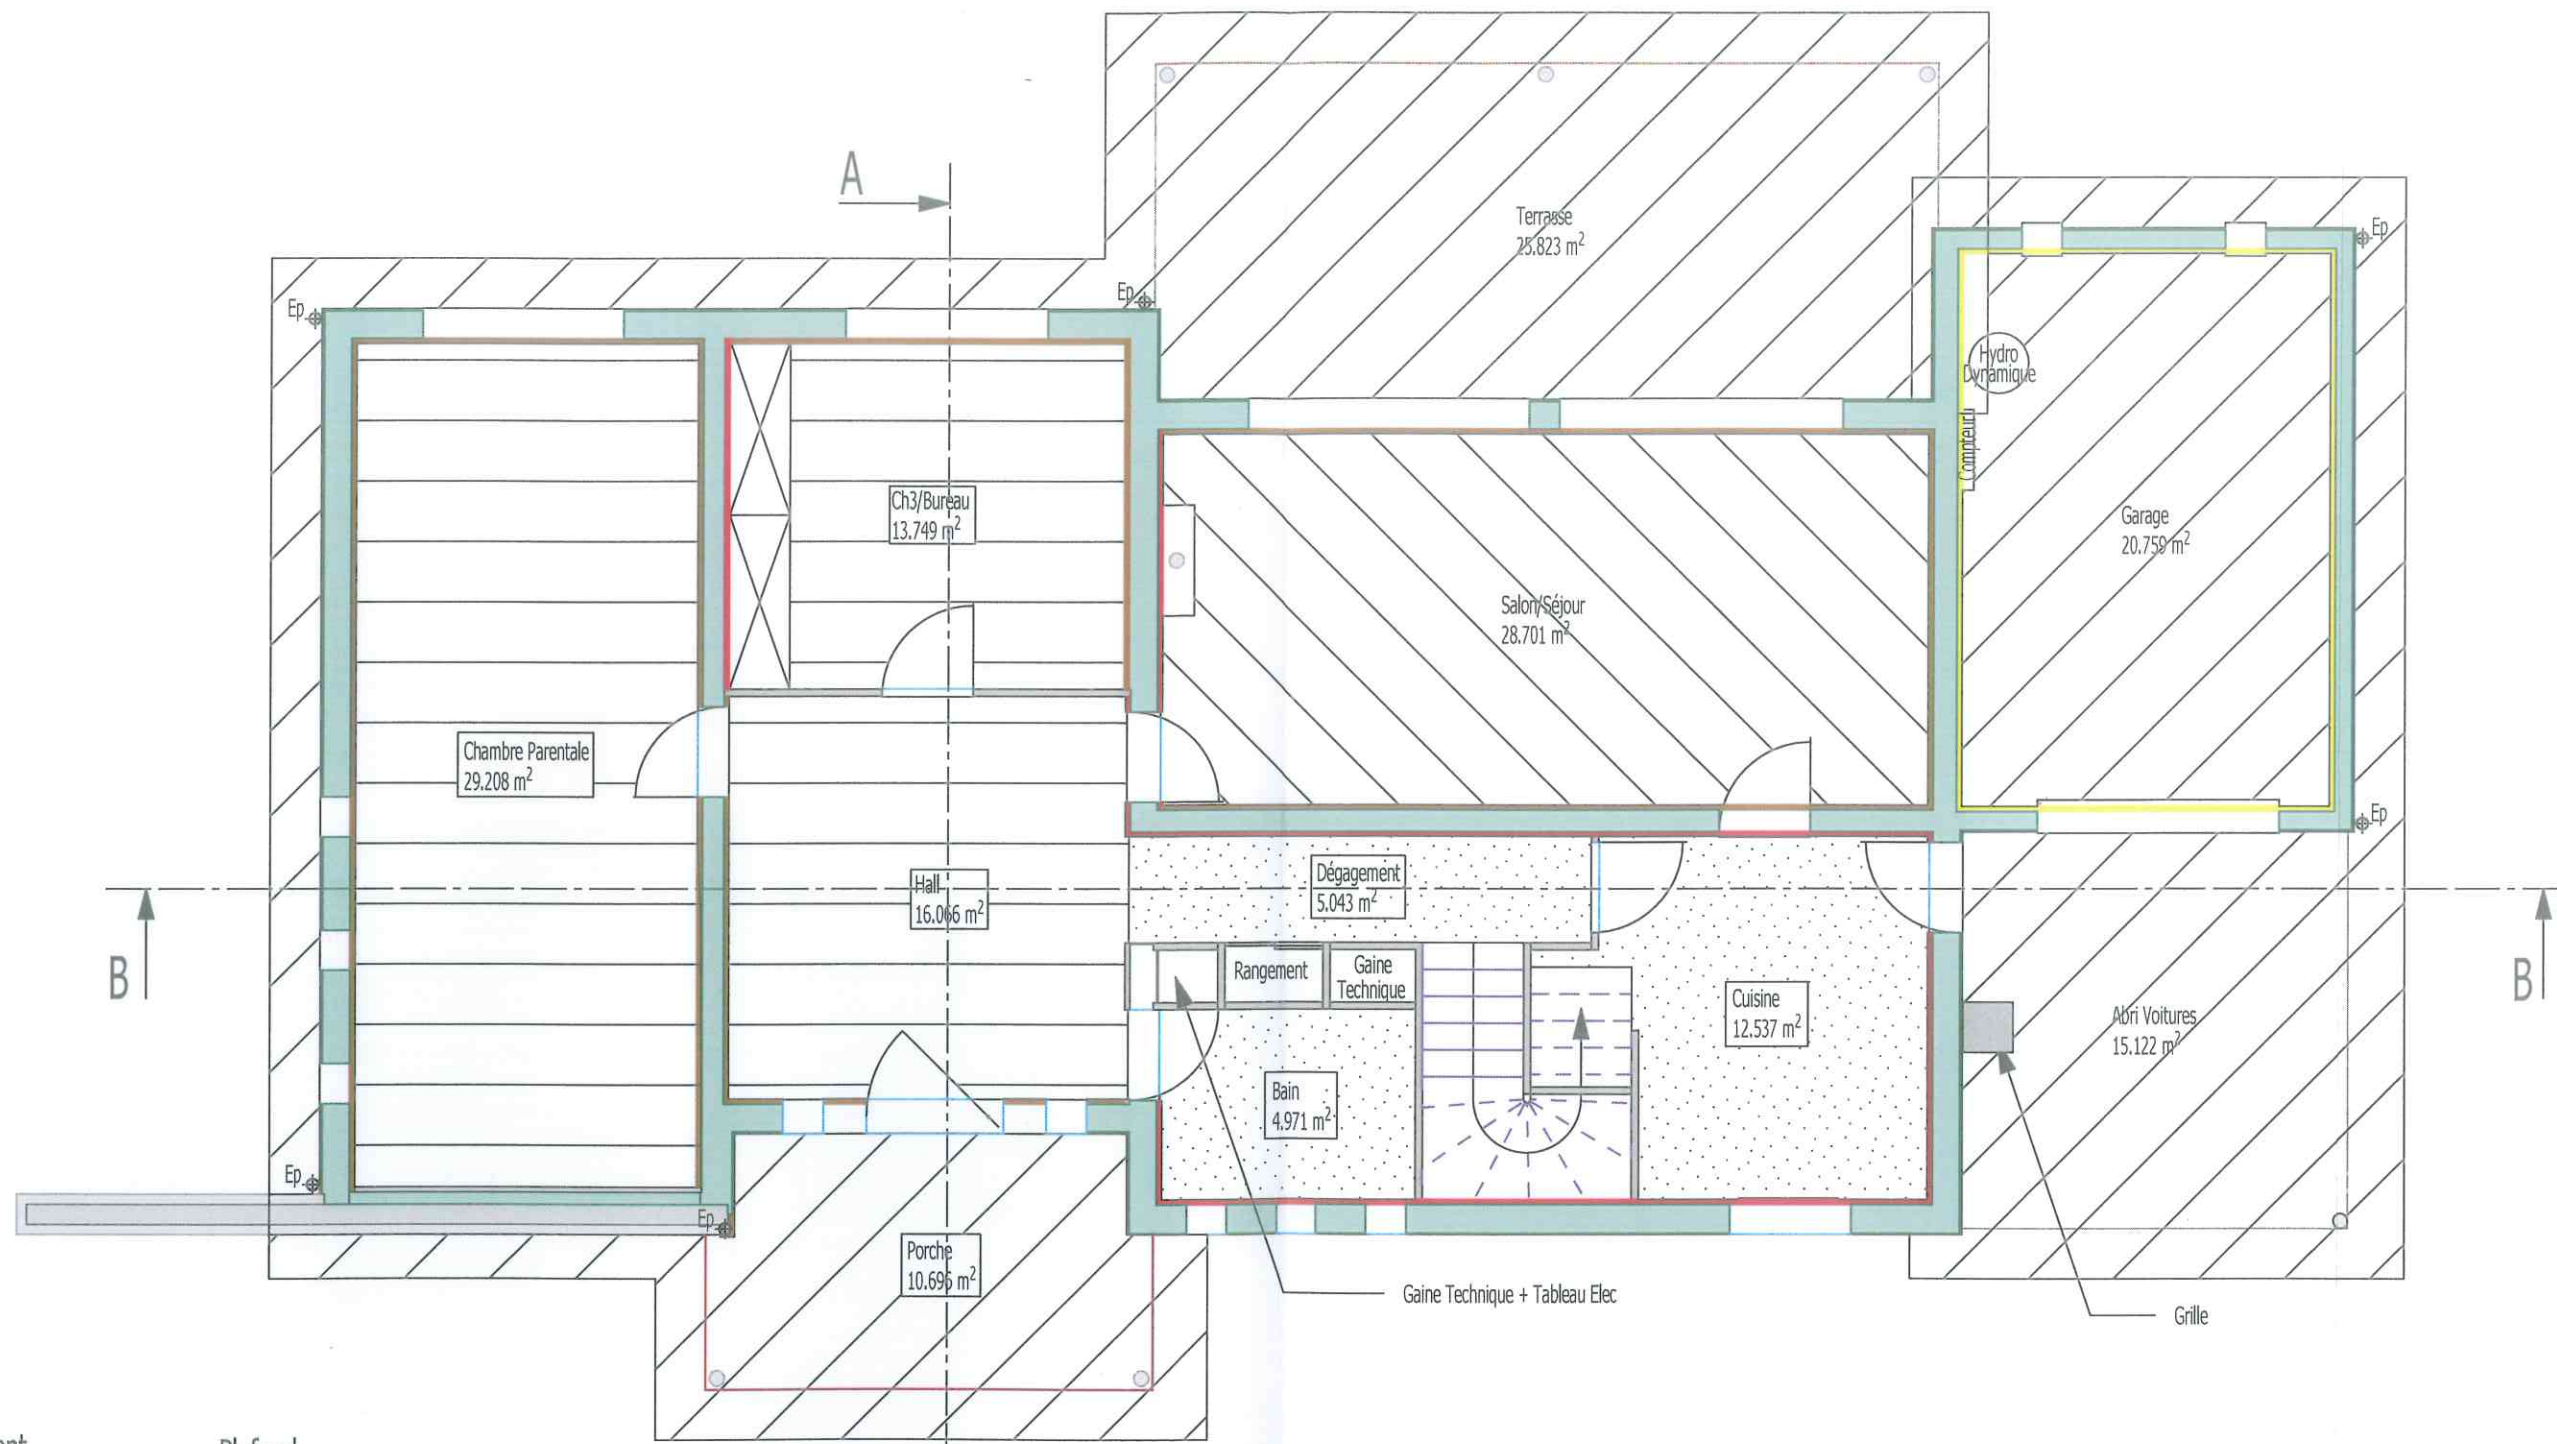 A
Terrasse
25.823 m²
Ep
Ep
Ep
Hydro
Dynamique
Compteur
Ch3/Bureau
13.749 m²
Garage
20.759 m²
Salon/Séjour
28.701 m²
Chambre Parentale
29.208 m²
Ep
Hall
16.066 m²
Dégagement
5.043 m²
B
B
Rangement
Gaine
Technique
Cuisine
12.537 m²
Abri Voitures
15.122 m²
Bain
4.971 m²
Ep
Ep
Porche
10.696 m²
Gaine Technique + Tableau Elec
Grille